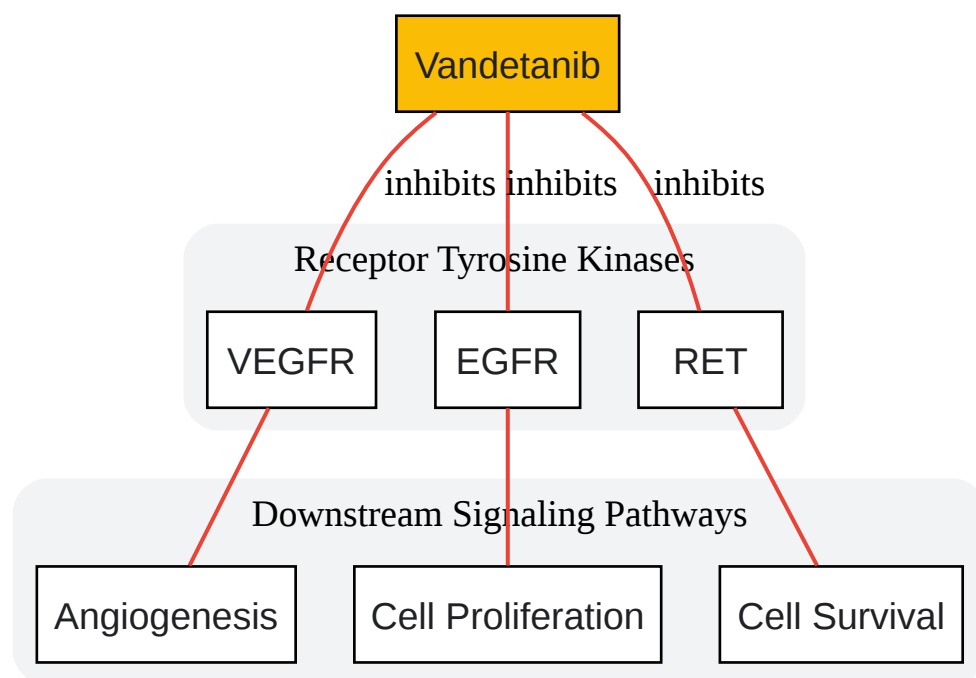 Vandetanib
inhibits inhibits inhibits
Receptor Tyrosine Kinases
VEGFR EGFR RET
Downstream Signaling Pathways
Angiogenesis Cell Proliferation Cell Survival